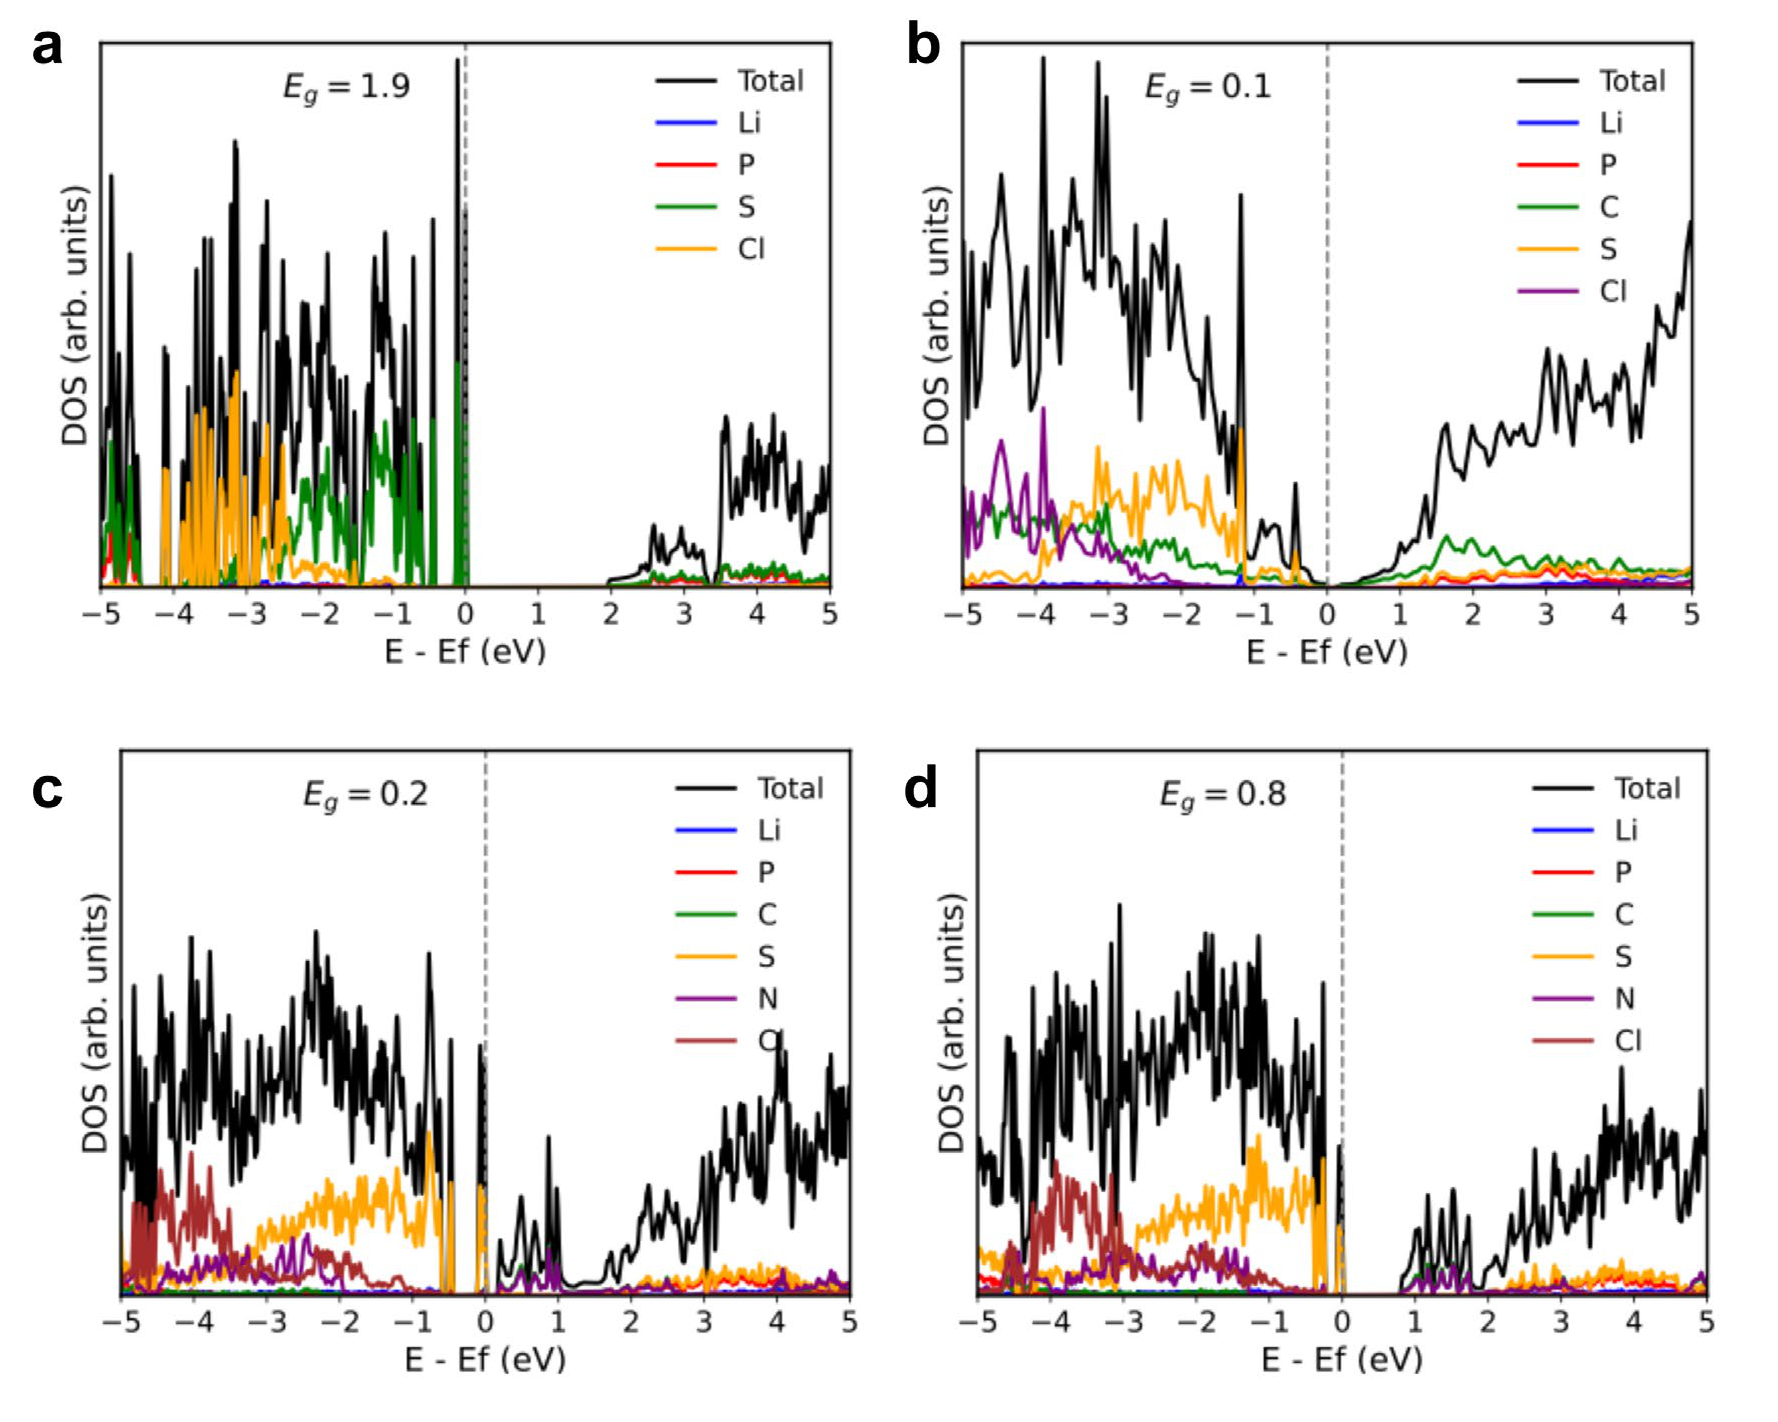 a
E_g = 1.9
Total
Li
P
S
Cl
DOS (arb. units)
−5 −4 −3 −2 −1 0 1 2 3 4 5
E - Ef (eV)
b
E_g = 0.1
Total
Li
P
C
S
Cl
DOS (arb. units)
−5 −4 −3 −2 −1 0 1 2 3 4 5
E - Ef (eV)
c
E_g = 0.2
Total
Li
P
C
S
N
Cl
DOS (arb. units)
−5 −4 −3 −2 −1 0 1 2 3 4 5
E - Ef (eV)
d
E_g = 0.8
Total
Li
P
C
S
N
Cl
DOS (arb. units)
−5 −4 −3 −2 −1 0 1 2 3 4 5
E - Ef (eV)